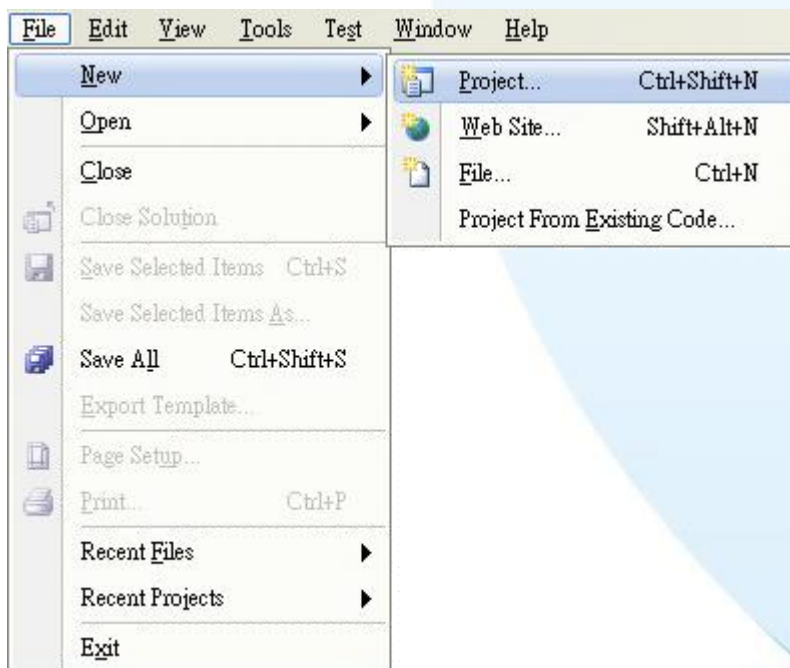 File Edit View Tools Test Window Help
New
Open
Close
Close Solution
Save Selected Items Ctrl+S
Save Selected Items As...
Save All Ctrl+Shift+S
Export Template...
Page Setup...
Print... Ctrl+P
Recent Files
Recent Projects
Exit
Project... Ctrl+Shift+N
Web Site... Shift+Alt+N
File... Ctrl+N
Project From Existing Code...